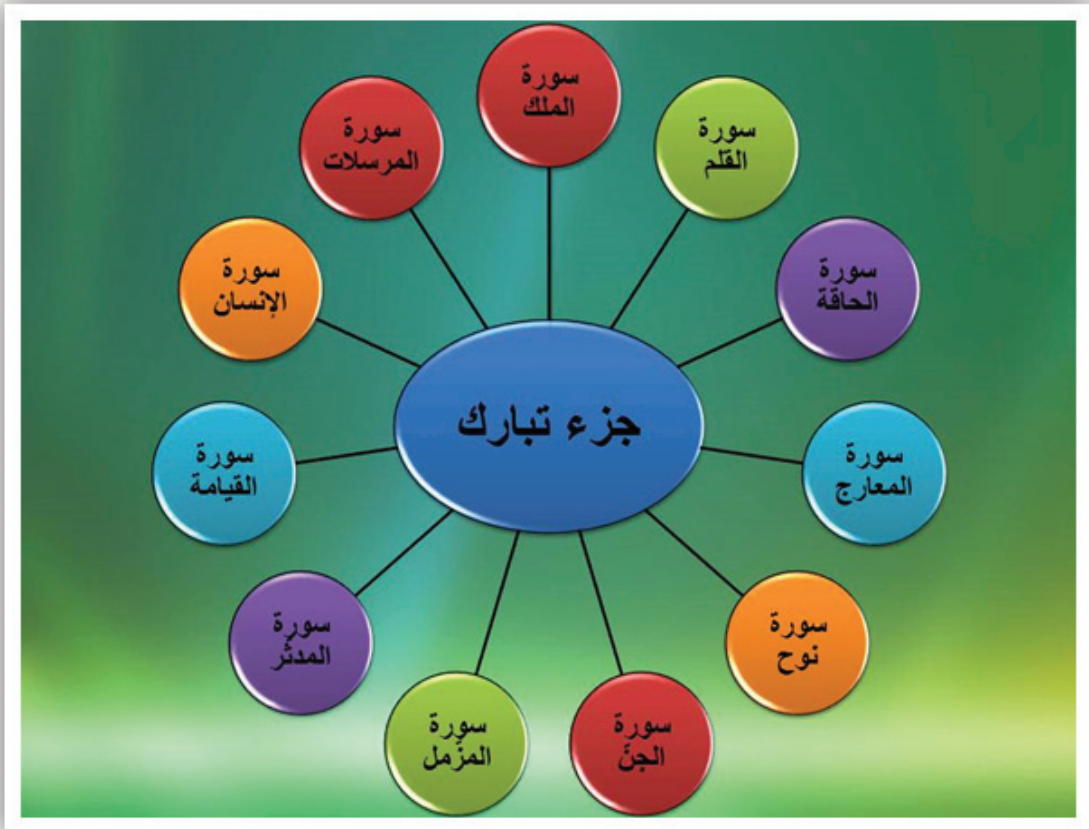 جزء تبارك
سورة
الملك
سورة
القلم
سورة
الحاقة
سورة
المعارج
سورة
نوح
سورة
الجنّ
سورة
المزّمل
سورة
المدثّر
سورة
القيامة
سورة
الإنسان
سورة
المرسلات